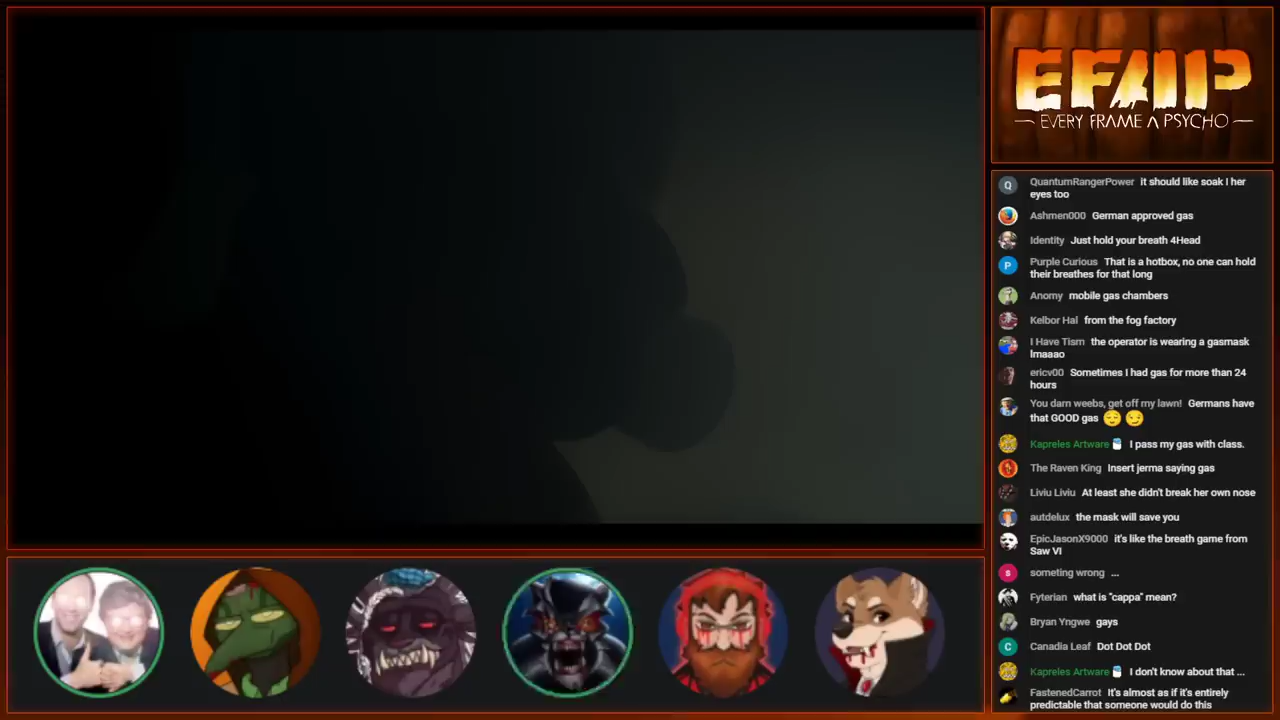 EFAP
EVERY FRAME A PSYCHO
Q
QuantumRangerPower it should like soak I her
eyes too
Ashmen000 German approved gas
Identity Just hold your breath 4Head
P
Purple Curious That is a hotbox, no one can hold
their breathes for that long
Anomy mobile gas chambers
Kelbor Hal from the fog factory
I Have Tism the operator is wearing a gasmask
lmaaao
ericv00 Sometimes I had gas for more than 24
hours
You darn weebs, get off my lawn! Germans have
that GOOD gas 😌 😏
Kapreles Artware I pass my gas with class.
The Raven King Insert jerma saying gas
Liviu Liviu At least she didn't break her own nose
autdelux the mask will save you
EpicJasonX9000 it's like the breath game from
Saw VI
s
someting wrong ...
Fyterian what is "cappa" mean?
Bryan Yngwe gays
C
Canadia Leaf Dot Dot Dot
Kapreles Artware I don't know about that ...
FastenedCarrot It's almost as if it's entirely
predictable that someone would do this